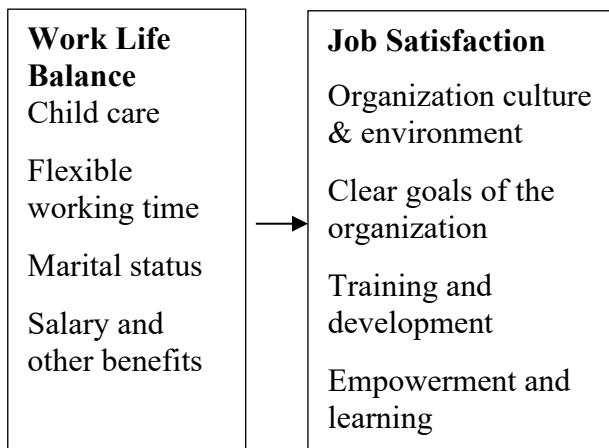 Work Life
Balance
Child care
Flexible
working time
Marital status
Salary and
other benefits
Job Satisfaction
Organization culture
& environment
Clear goals of the
organization
Training and
development
Empowerment and
learning